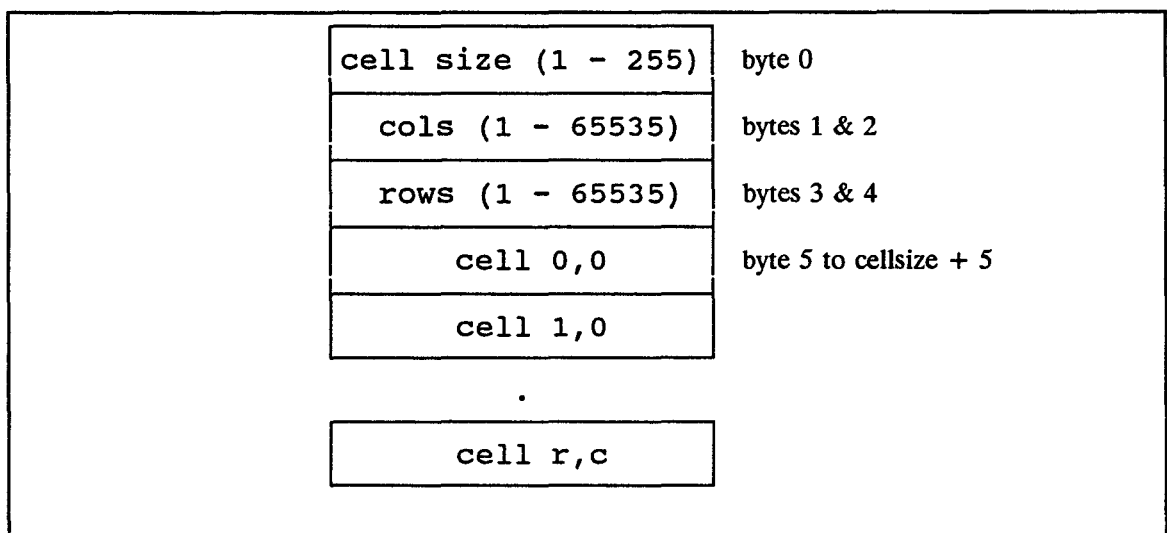 cell size (1 - 255) byte 0
cols (1 - 65535) bytes 1 & 2
rows (1 - 65535) bytes 3 & 4
cell 0,0 byte 5 to cellsize + 5
cell 1,0
.
cell r,c